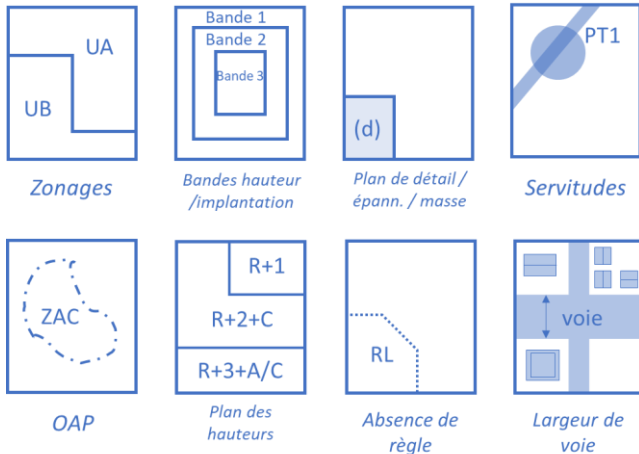 UA
UB
Zonages
Bande 1
Bande 2
Bande 3
Bandes hauteur
/implantation
(d)
Plan de détail /
épann. / masse
PT1
Servitudes
ZAC
OAP
R+1
R+2+C
R+3+A/C
Plan des
hauteurs
RL
Absence de
règle
voie
Largeur de
voie